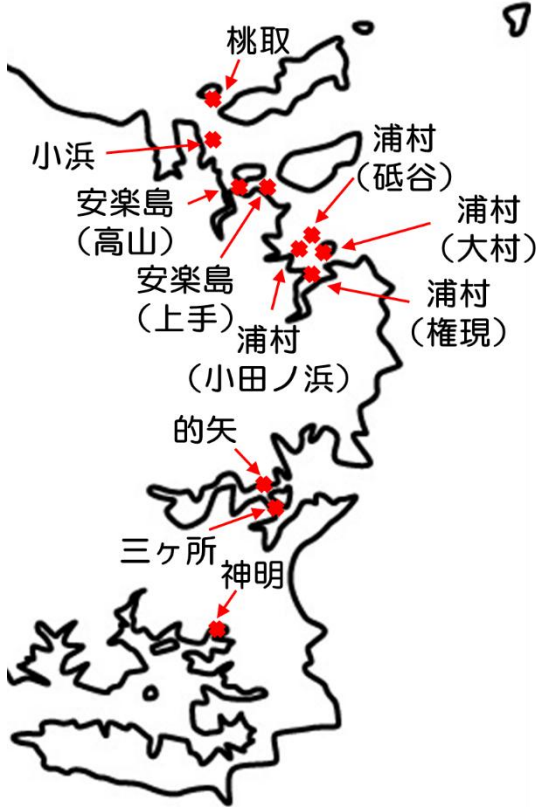 桃取
小浜
浦村
（砥谷）
安楽島
（高山）
浦村
（大村）
安楽島
（上手）
浦村
（権現）
浦村
（小田ノ浜）
的矢
三ヶ所
神明